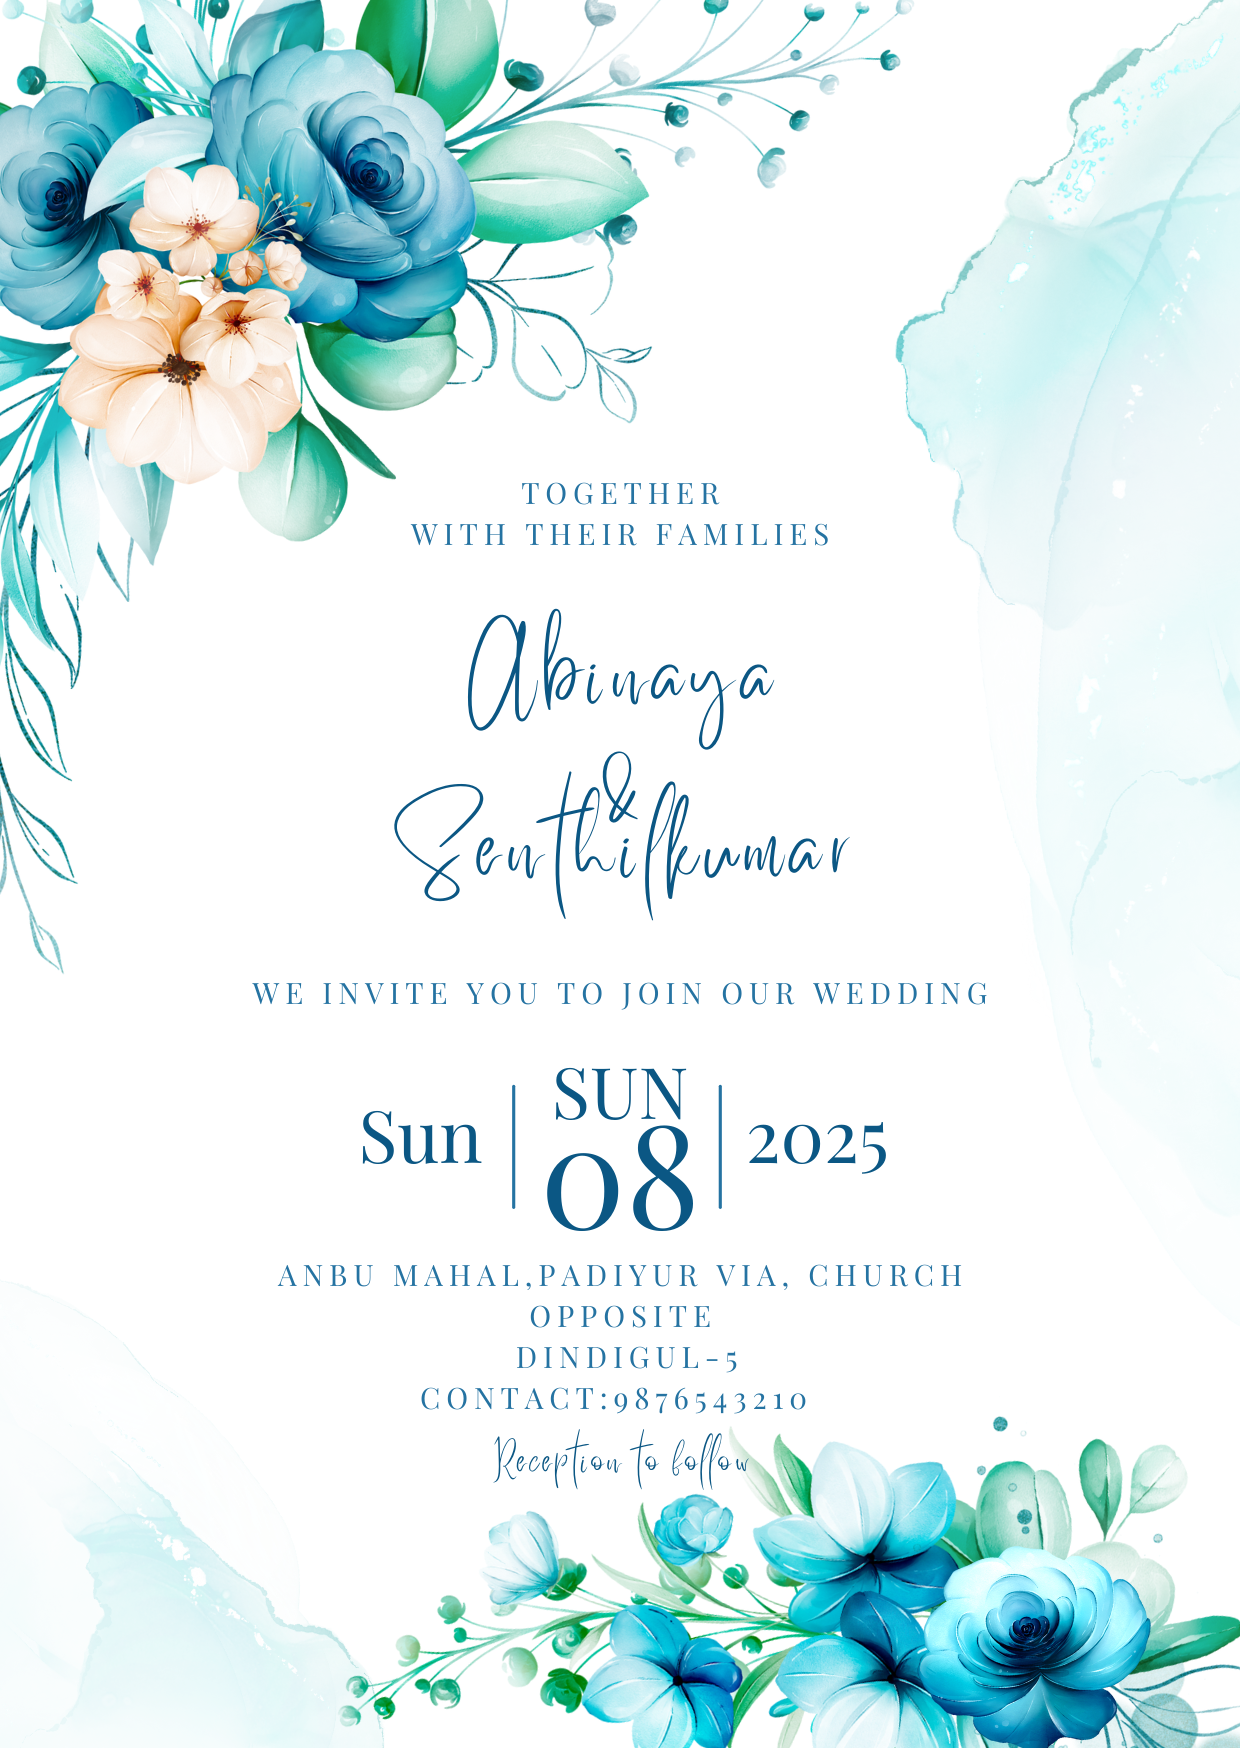 TOGETHER
WITH THEIR FAMILIES
Abinaya
&
Senthilkumar
WE INVITE YOU TO JOIN OUR WEDDING
SUN
Sun
08
2025
ANBU MAHAL,PADIYUR VIA, CHURCH
OPPOSITE
DINDIGUL-5
CONTACT:9876543210
Reception to follow